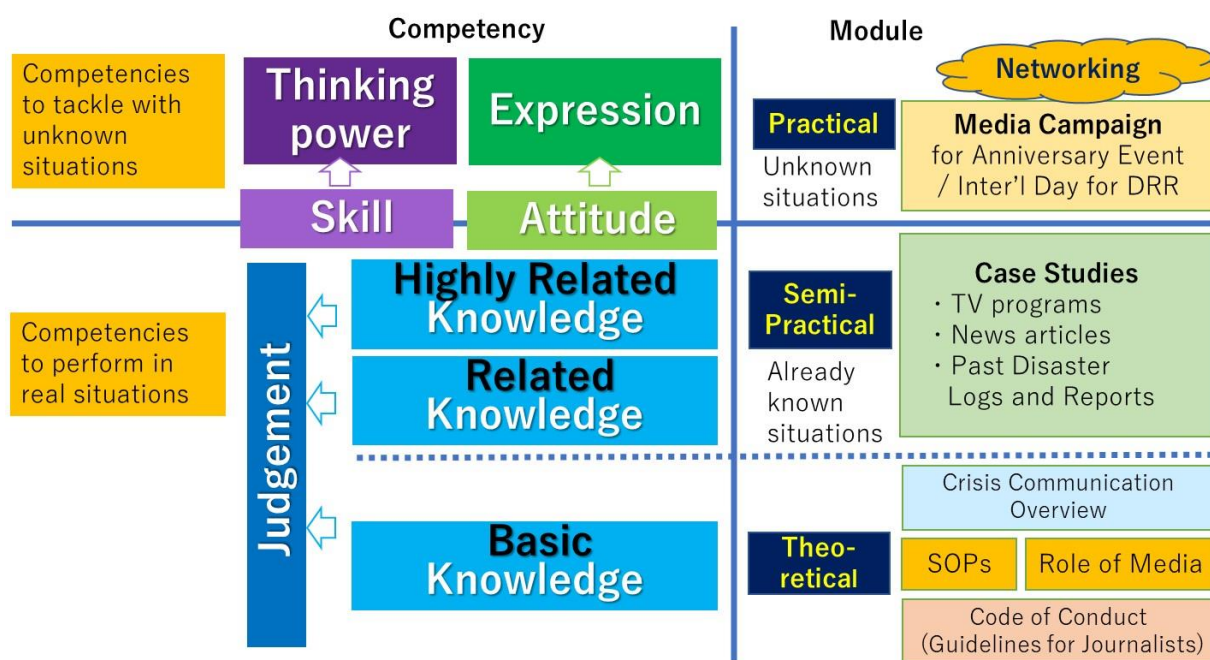 Competency
Module
Competencies
to tackle with
unknown
situations
Thinking
power
Expression
Skill
Attitude
Practical
Unknown
situations
Networking
Media Campaign
for Anniversary Event
/ Inter'l Day for DRR
Competencies
to perform in
real situations
Judgement
Highly Related
Knowledge
Related
Knowledge
Basic
Knowledge
Semi-
Practical
Already
known
situations
Case Studies
・TV programs
・News articles
・Past Disaster
Logs and Reports
Theo-
retical
Crisis Communication
Overview
SOPs
Role of Media
Code of Conduct
(Guidelines for Journalists)